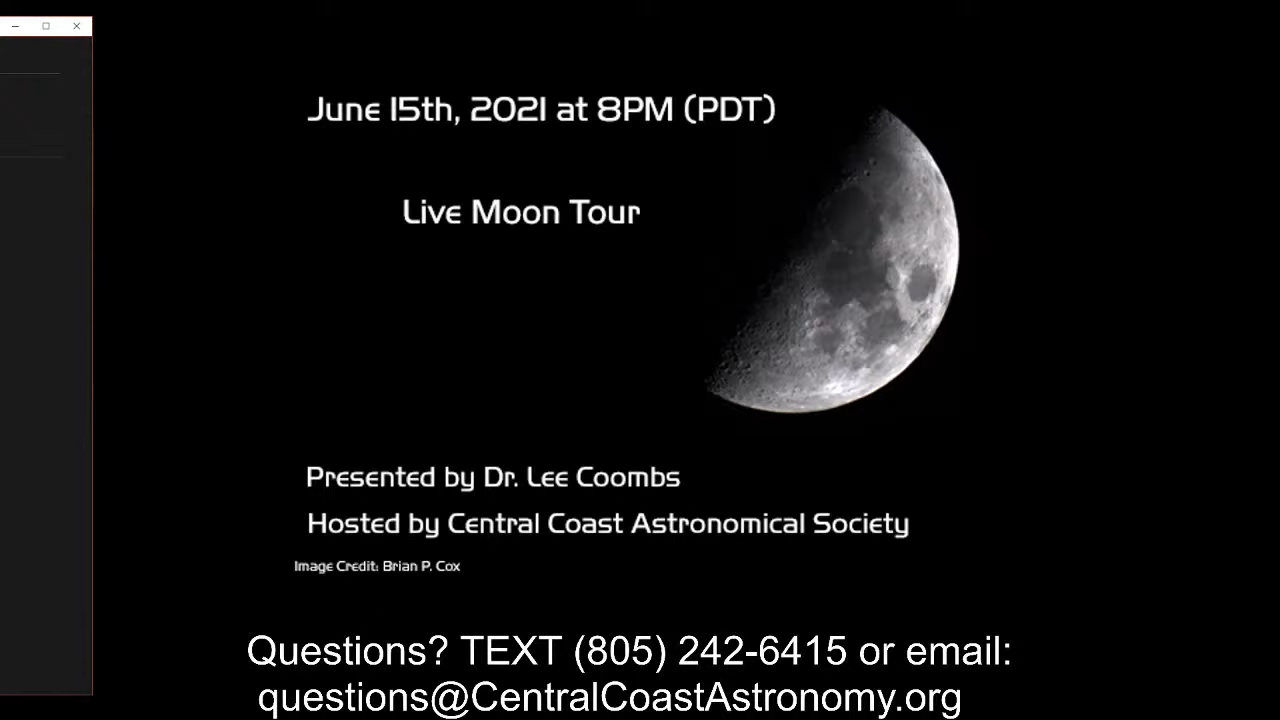 June 15th, 2021 at 8PM (PDT)
Live Moon Tour
Presented by Dr. Lee Coombs
Hosted by Central Coast Astronomical Society
Image Credit: Brian P. Cox
Questions? TEXT (805) 242-6415 or email:
questions@CentralCoastAstronomy.org